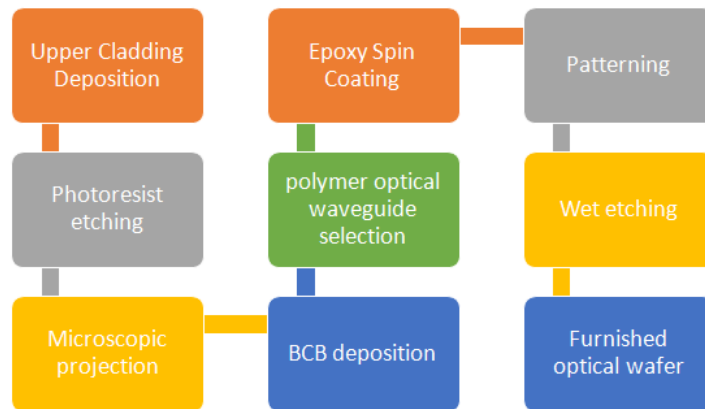 Upper Cladding
Deposition
Photoresist
etching
Microscopic
projection
BCB deposition
polymer optical
waveguide
selection
Epoxy Spin
Coating
Patterning
Wet etching
Furnished
optical wafer